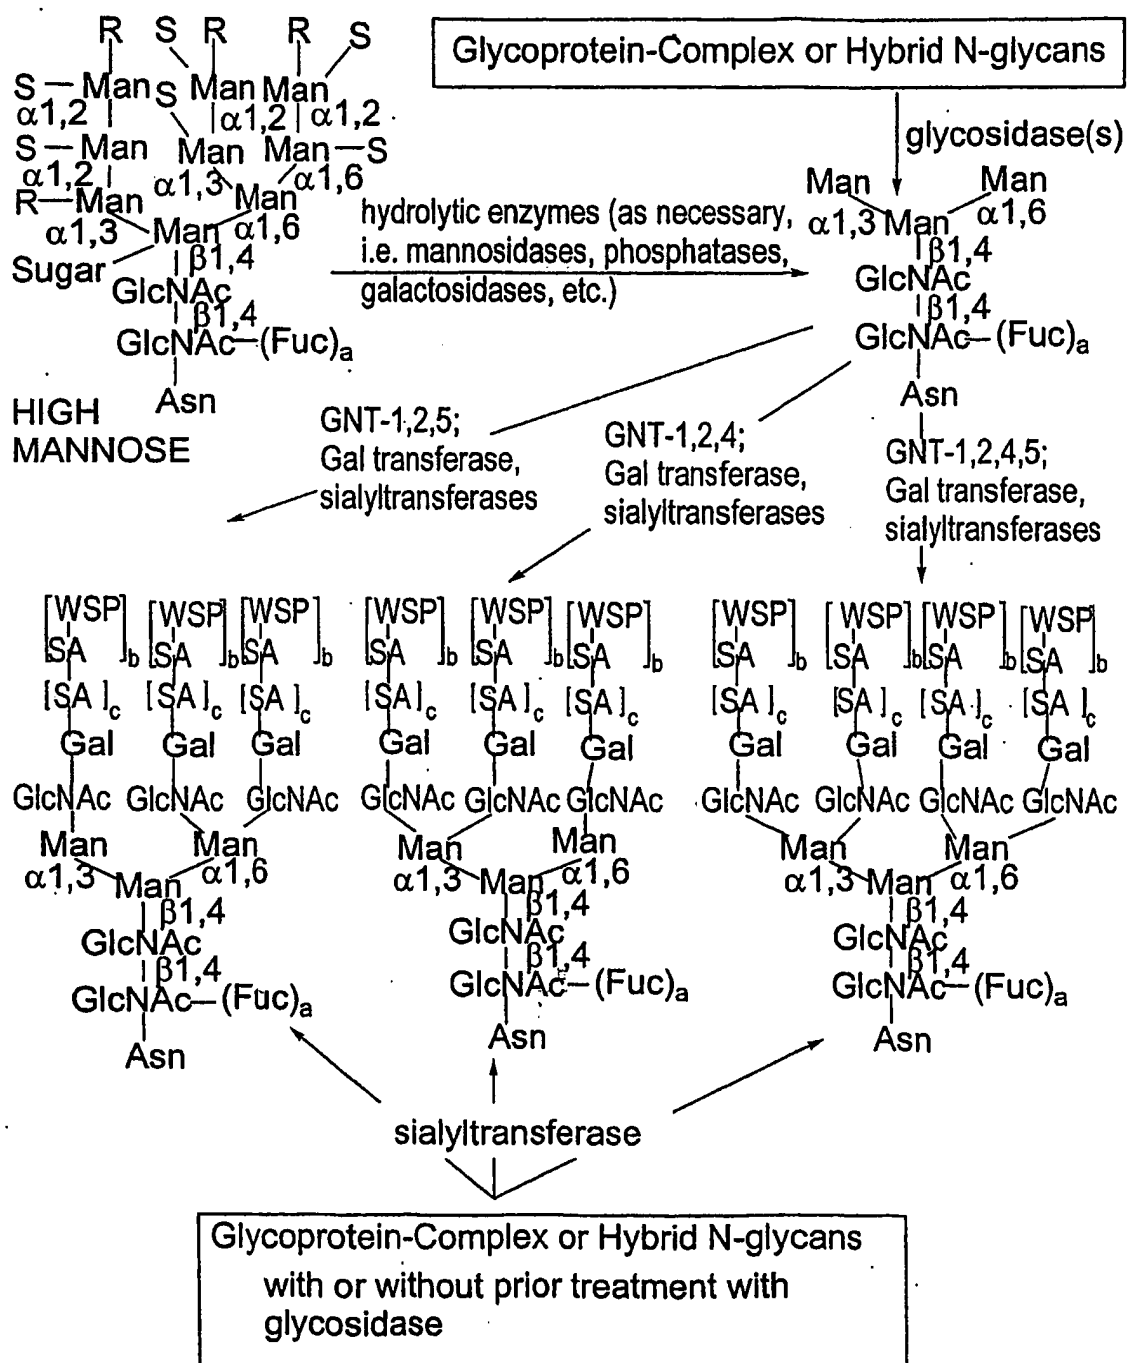 R S R R S
Glycoprotein-Complex or Hybrid N-glycans
S—Man S Man Man
α1,2 α1,2 α1,2
glycosidase(s)
S—Man Man Man—S
α1,2 α1,3 α1,6
Man Man
R—Man Man
hydrolytic enzymes (as necessary,
α1,3 α1,6
α1,3 Man
α1,3 Man α1,6
i.e. mannosidases, phosphatases,
β1,4
Sugar β1,4
GlcNAc
GlcNAc
galactosidases, etc.)
β1,4
β1,4
GlcNAc—(Fuc)a
GlcNAc—(Fuc)a
Asn
Asn
HIGH
MANNOSE
GNT-1,2,5;
Gal transferase,
sialyltransferases
GNT-1,2,4;
Gal transferase,
sialyltransferases
GNT-1,2,4,5;
Gal transferase,
sialyltransferases
[WSP [WSP [WSP [WSP [WSP [WSP [WSP [WSP [WSP [WSP
SA]b SA]b SA]b SA]b SA]b SA]b SA]b SA]b SA]b SA]b
[SA]c [SA]c [SA]c [SA]c [SA]c [SA]c [SA]c [SA]c [SA]c [SA]c
Gal Gal Gal Gal Gal Gal Gal Gal Gal Gal
GlcNAc GlcNAc GlcNAc GlcNAc GlcNAc GlcNAc GlcNAc GlcNAc GlcNAc GlcNAc
Man Man Man Man Man Man
α1,3 Man α1,6 α1,3 Man α1,6 α1,3 Man α1,6
β1,4 β1,4 β1,4
GlcNAc GlcNAc GlcNAc
β1,4 β1,4 β1,4
GlcNAc—(Fuc)a GlcNAc—(Fuc)a GlcNAc—(Fuc)a
Asn Asn Asn
sialyltransferase
Glycoprotein-Complex or Hybrid N-glycans
with or without prior treatment with
glycosidase